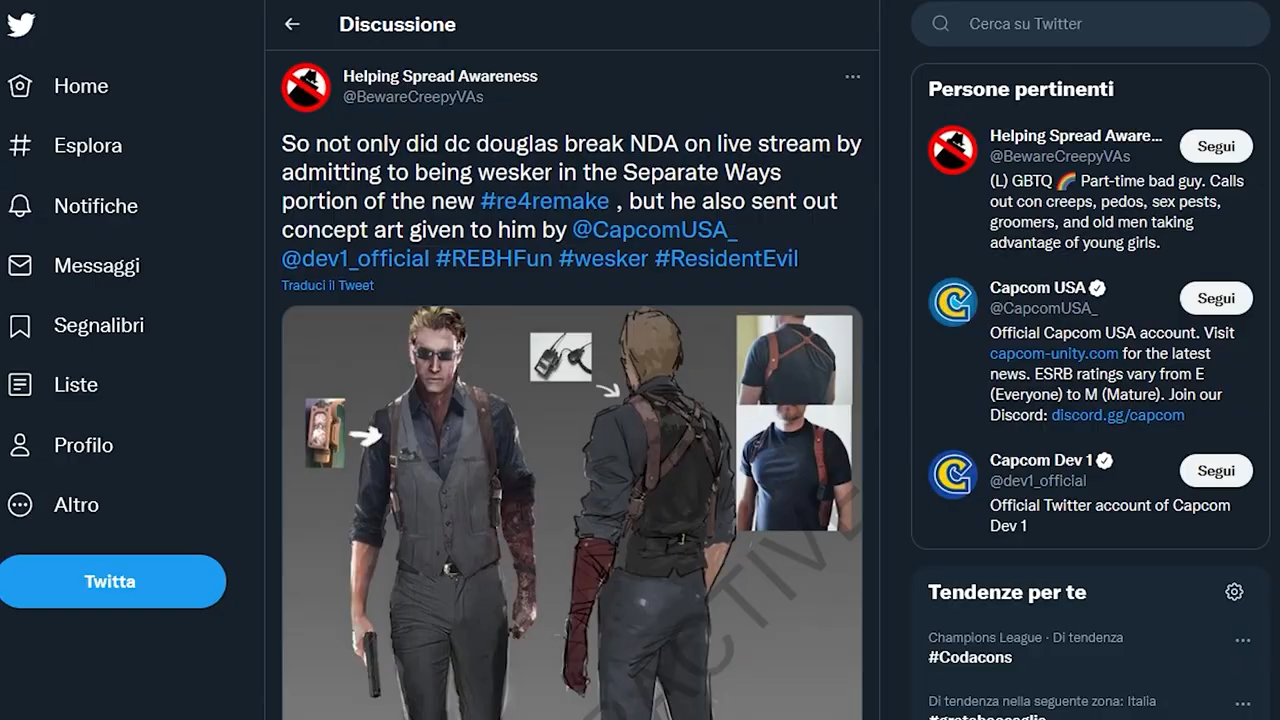 Home
Esplora
Notifiche
Messaggi
Segnalibri
Liste
Profilo
Altro
Twitta
Discussione
Helping Spread Awareness
@BewareCreepyVAs
So not only did dc douglas break NDA on live stream by
admitting to being wesker in the Separate Ways
portion of the new #re4remake , but he also sent out
concept art given to him by @CapcomUSA_
@dev1_official #REBHFun #wesker #ResidentEvil
Traduci il Tweet
ACTIVE
Cerca su Twitter
Persone pertinenti
Helping Spread Aware...
@BewareCreepyVAs
Segui
(L) GBTQ 🌈 Part-time bad guy. Calls
out con creeps, pedos, sex pests,
groomers, and old men taking
advantage of young girls.
Capcom USA
@CapcomUSA_
Segui
Official Capcom USA account. Visit
capcom-unity.com for the latest
news. ESRB ratings vary from E
(Everyone) to M (Mature). Join our
Discord: discord.gg/capcom
Capcom Dev 1
@dev1_official
Segui
Official Twitter account of Capcom
Dev 1
Tendenze per te
Champions League · Di tendenza
#Codacons
Di tendenza nella seguente zona: Italia